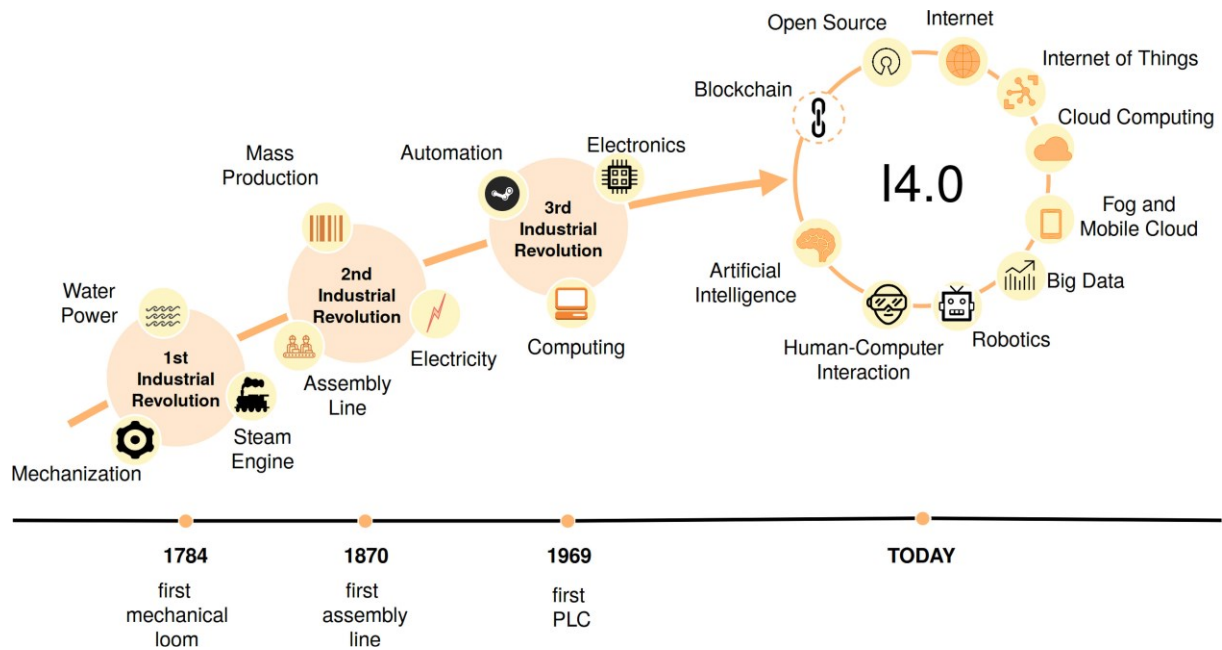 Open Source
Internet
Internet of Things
Blockchain
Cloud Computing
Mass
Production
Automation
Electronics
I4.0
3rd
Industrial
Revolution
Fog and
Mobile Cloud
Water
Power
2nd
Industrial
Revolution
Artificial
Intelligence
Big Data
1st
Industrial
Revolution
Electricity
Computing
Human-Computer
Interaction
Robotics
Assembly
Line
Steam
Engine
Mechanization
1784
first
mechanical
loom
1870
first
assembly
line
1969
first
PLC
TODAY